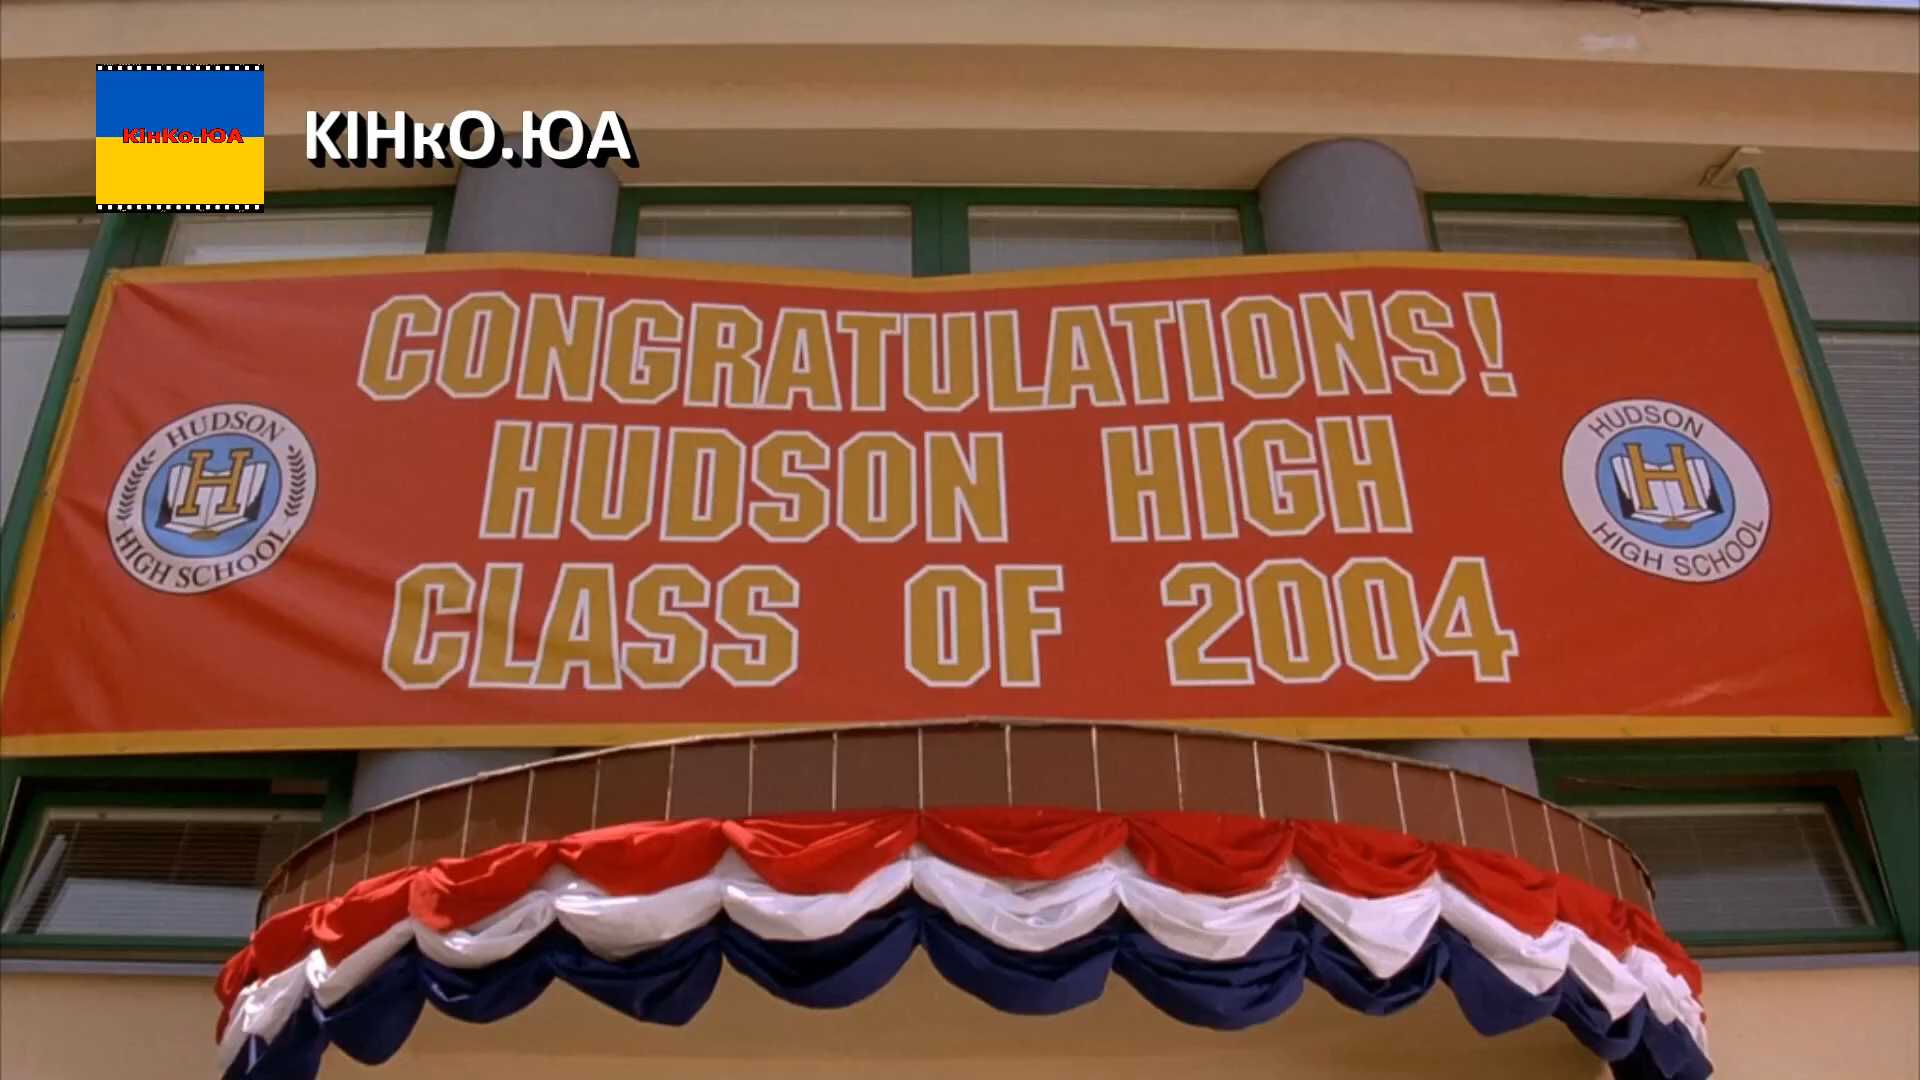 КінКо.ЮА
КІНкО.ЮА
CONGRATULATIONS!
HUDSON HIGH
CLASS OF 2004
HUDSON
H
HIGH SCHOOL
HUDSON
H
HIGH SCHOOL